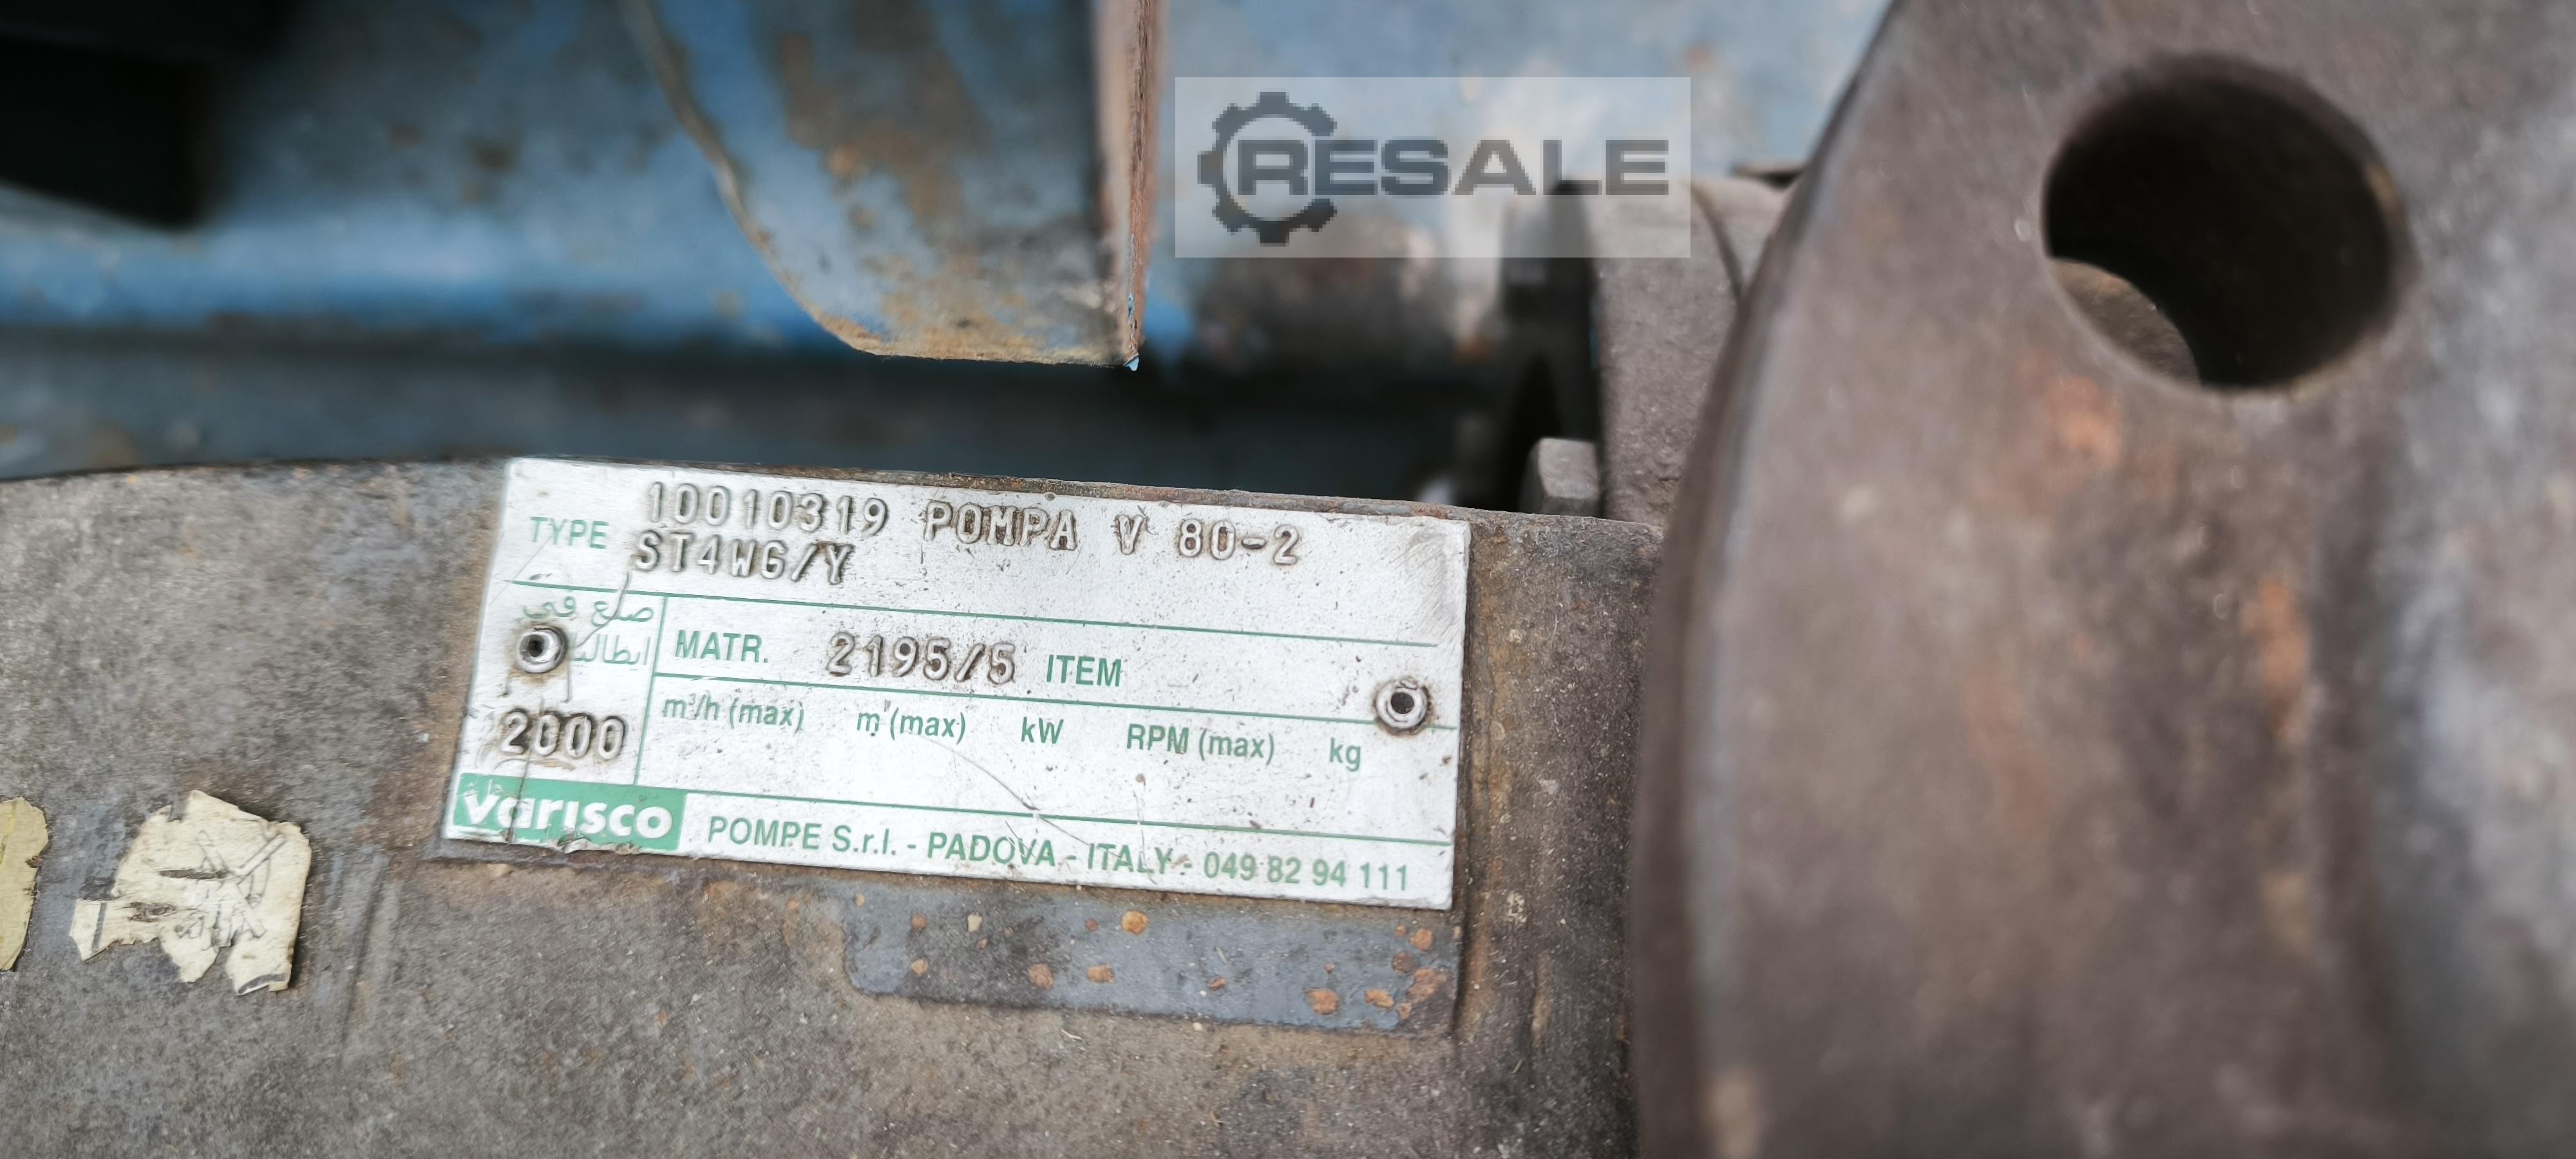 RESALE
TYPE 10010319 POMPA V 80-2
ST4WG/Y
صنع في
MATR. 2195/5 ITEM
m³/h (max) m (max) kW RPM (max) kg
2000
varisco POMPE S.r.l. - PADOVA - ITALY - 049 82 94 111